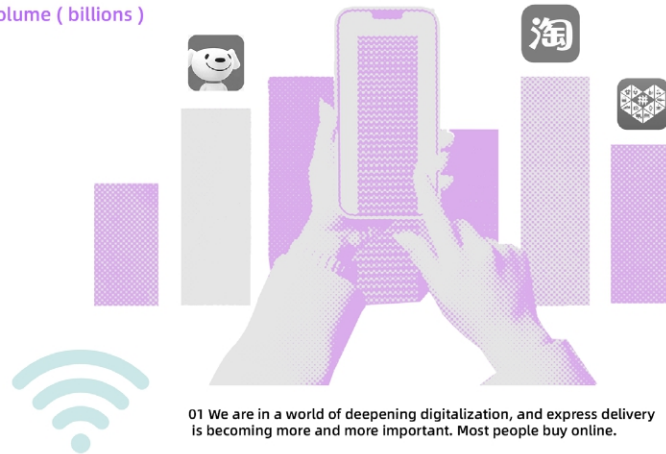 olume ( billions )
淘
01 We are in a world of deepening digitalization, and express delivery
is becoming more and more important. Most people buy online.